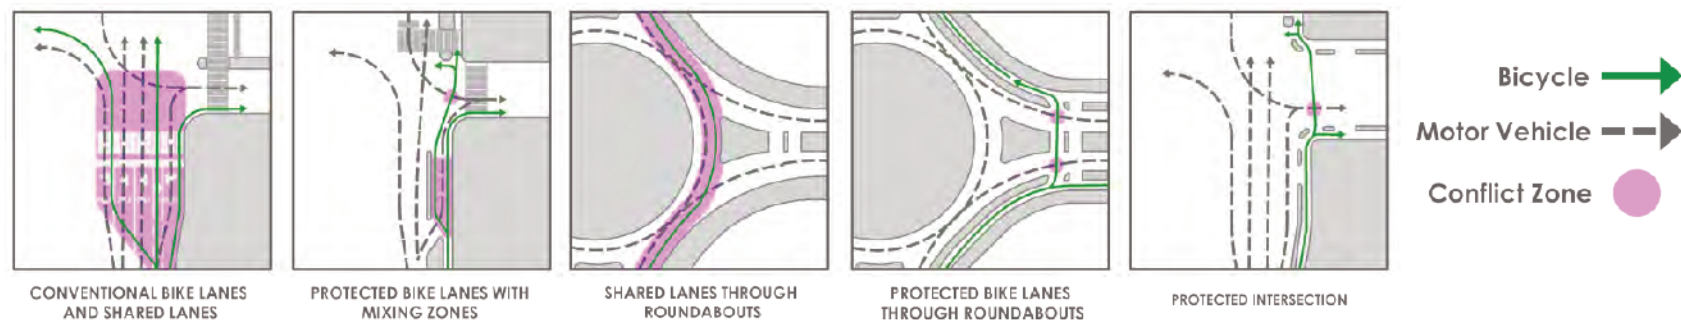 CONVENTIONAL BIKE LANES
AND SHARED LANES
PROTECTED BIKE LANES WITH
MIXING ZONES
SHARED LANES THROUGH
ROUNDABOUTS
PROTECTED BIKE LANES
THROUGH ROUNDABOUTS
PROTECTED INTERSECTION
Bicycle
Motor Vehicle
Conflict Zone